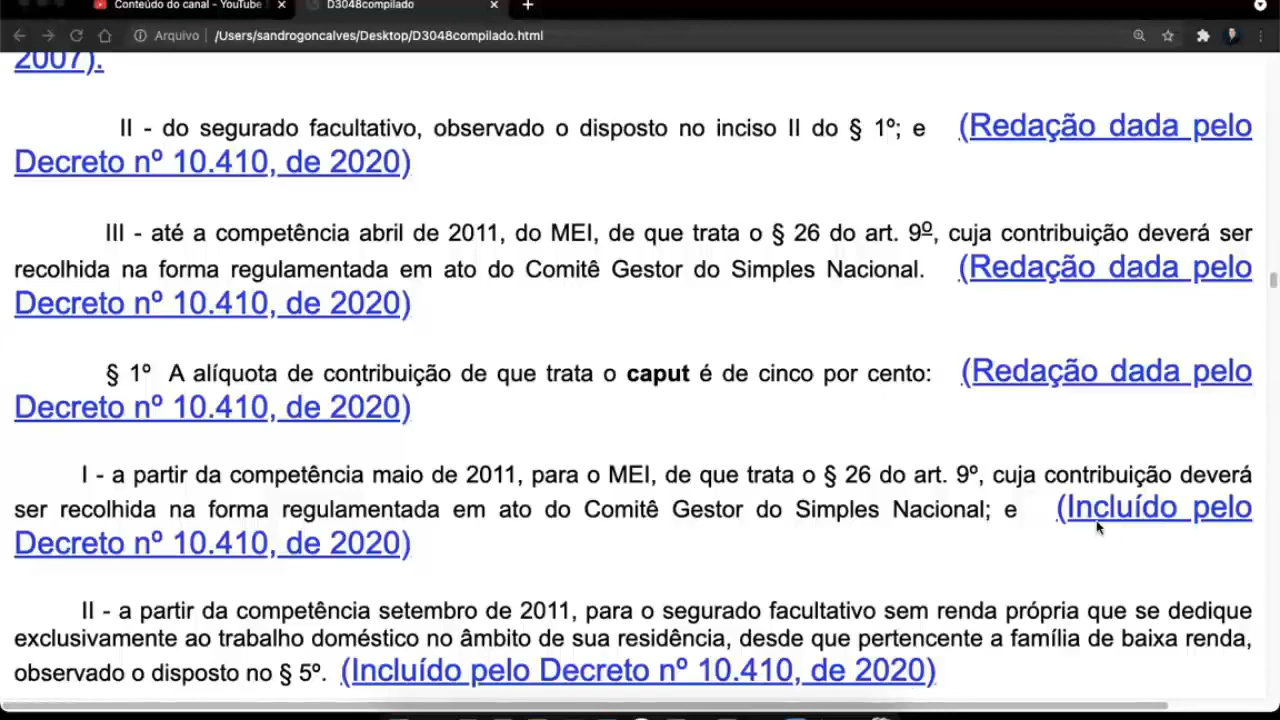 Conteúdo do canal - YouTube
D3048compilado
Arquivo | /Users/sandrogoncalves/Desktop/D3048compilado.html
2007).
II - do segurado facultativo, observado o disposto no inciso II do § 1º; e (Redação dada pelo
Decreto nº 10.410, de 2020)
III - até a competência abril de 2011, do MEI, de que trata o § 26 do art. 9º, cuja contribuição deverá ser
recolhida na forma regulamentada em ato do Comitê Gestor do Simples Nacional. (Redação dada pelo
Decreto nº 10.410, de 2020)
§ 1º A alíquota de contribuição de que trata o caput é de cinco por cento: (Redação dada pelo
Decreto nº 10.410, de 2020)
I - a partir da competência maio de 2011, para o MEI, de que trata o § 26 do art. 9º, cuja contribuição deverá
ser recolhida na forma regulamentada em ato do Comitê Gestor do Simples Nacional; e (Incluído pelo
Decreto nº 10.410, de 2020)
II - a partir da competência setembro de 2011, para o segurado facultativo sem renda própria que se dedique
exclusivamente ao trabalho doméstico no âmbito de sua residência, desde que pertencente a família de baixa renda,
observado o disposto no § 5º. (Incluído pelo Decreto nº 10.410, de 2020)